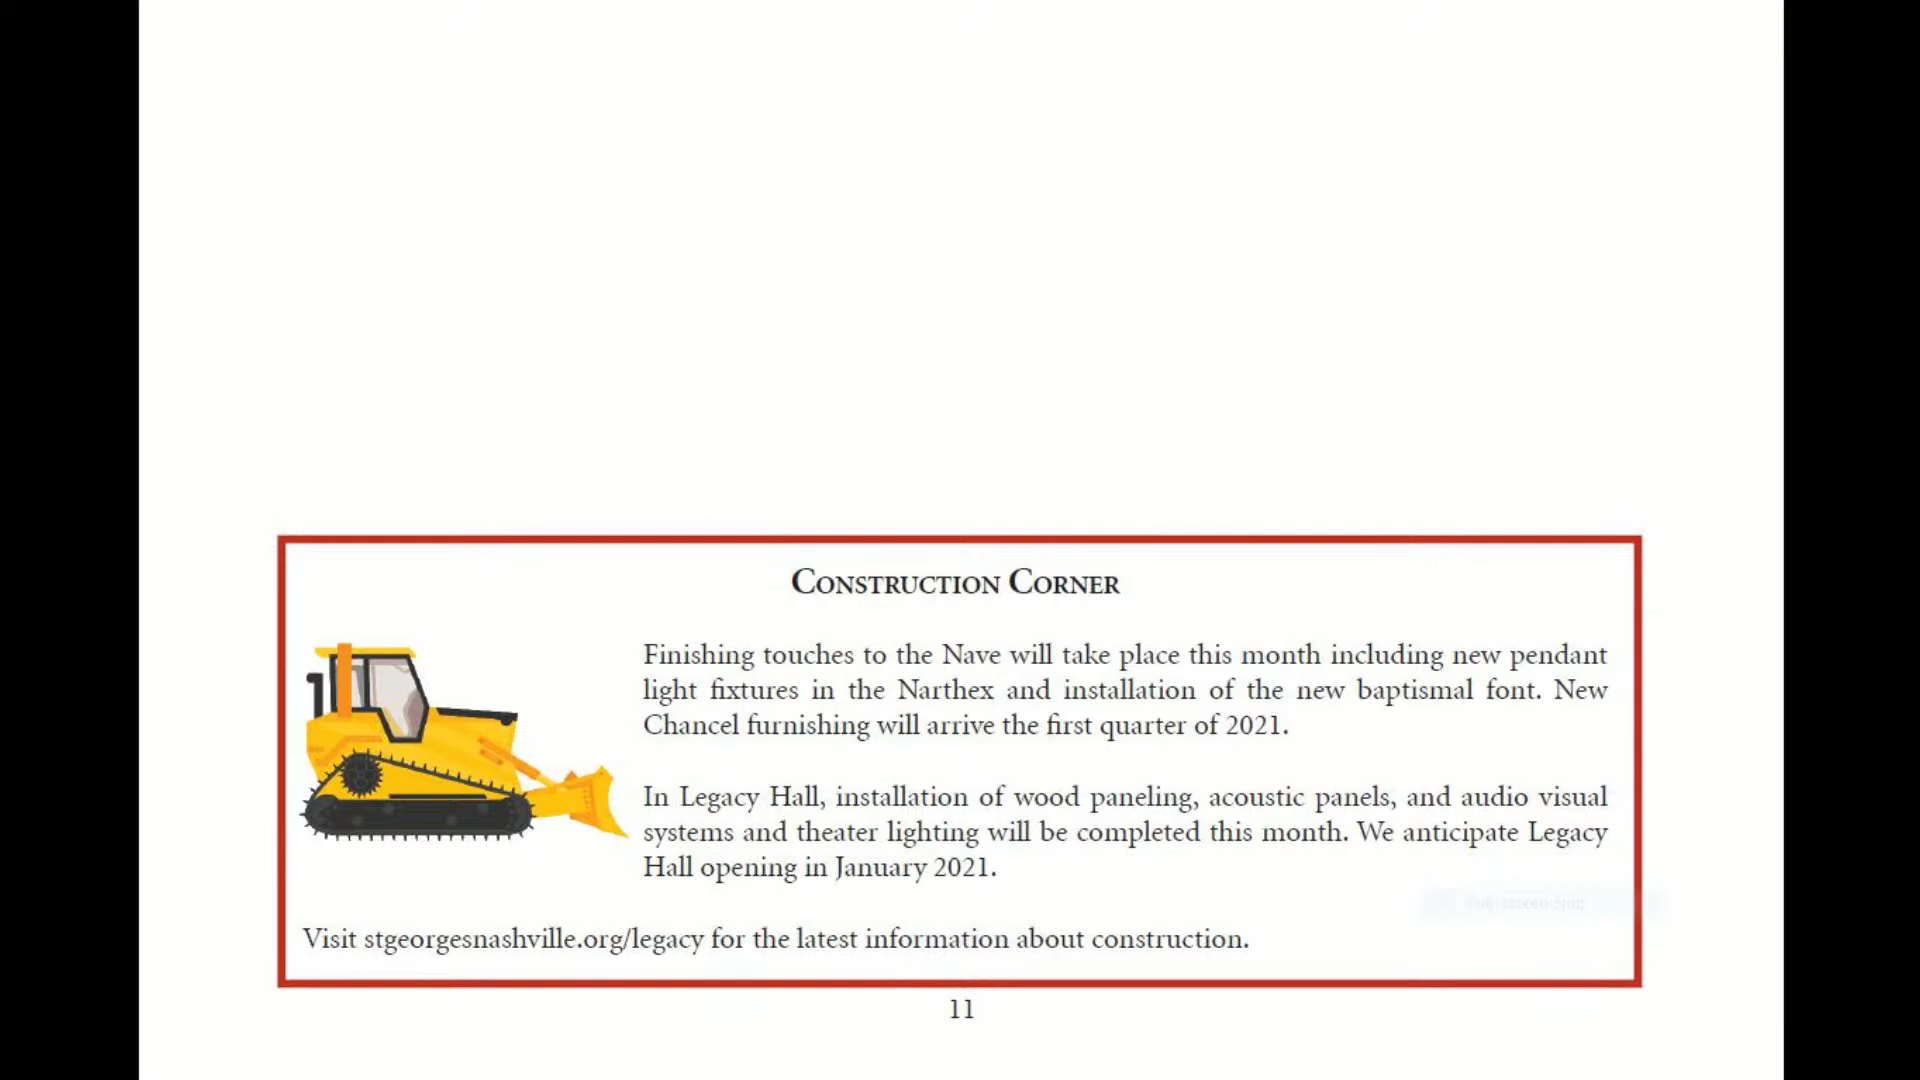 CONSTRUCTION CORNER
Finishing touches to the Nave will take place this month including new pendant
light fixtures in the Narthex and installation of the new baptismal font. New
Chancel furnishing will arrive the first quarter of 2021.
In Legacy Hall, installation of wood paneling, acoustic panels, and audio visual
systems and theater lighting will be completed this month. We anticipate Legacy
Hall opening in January 2021.
Visit stgeorgesnashville.org/legacy for the latest information about construction.
11